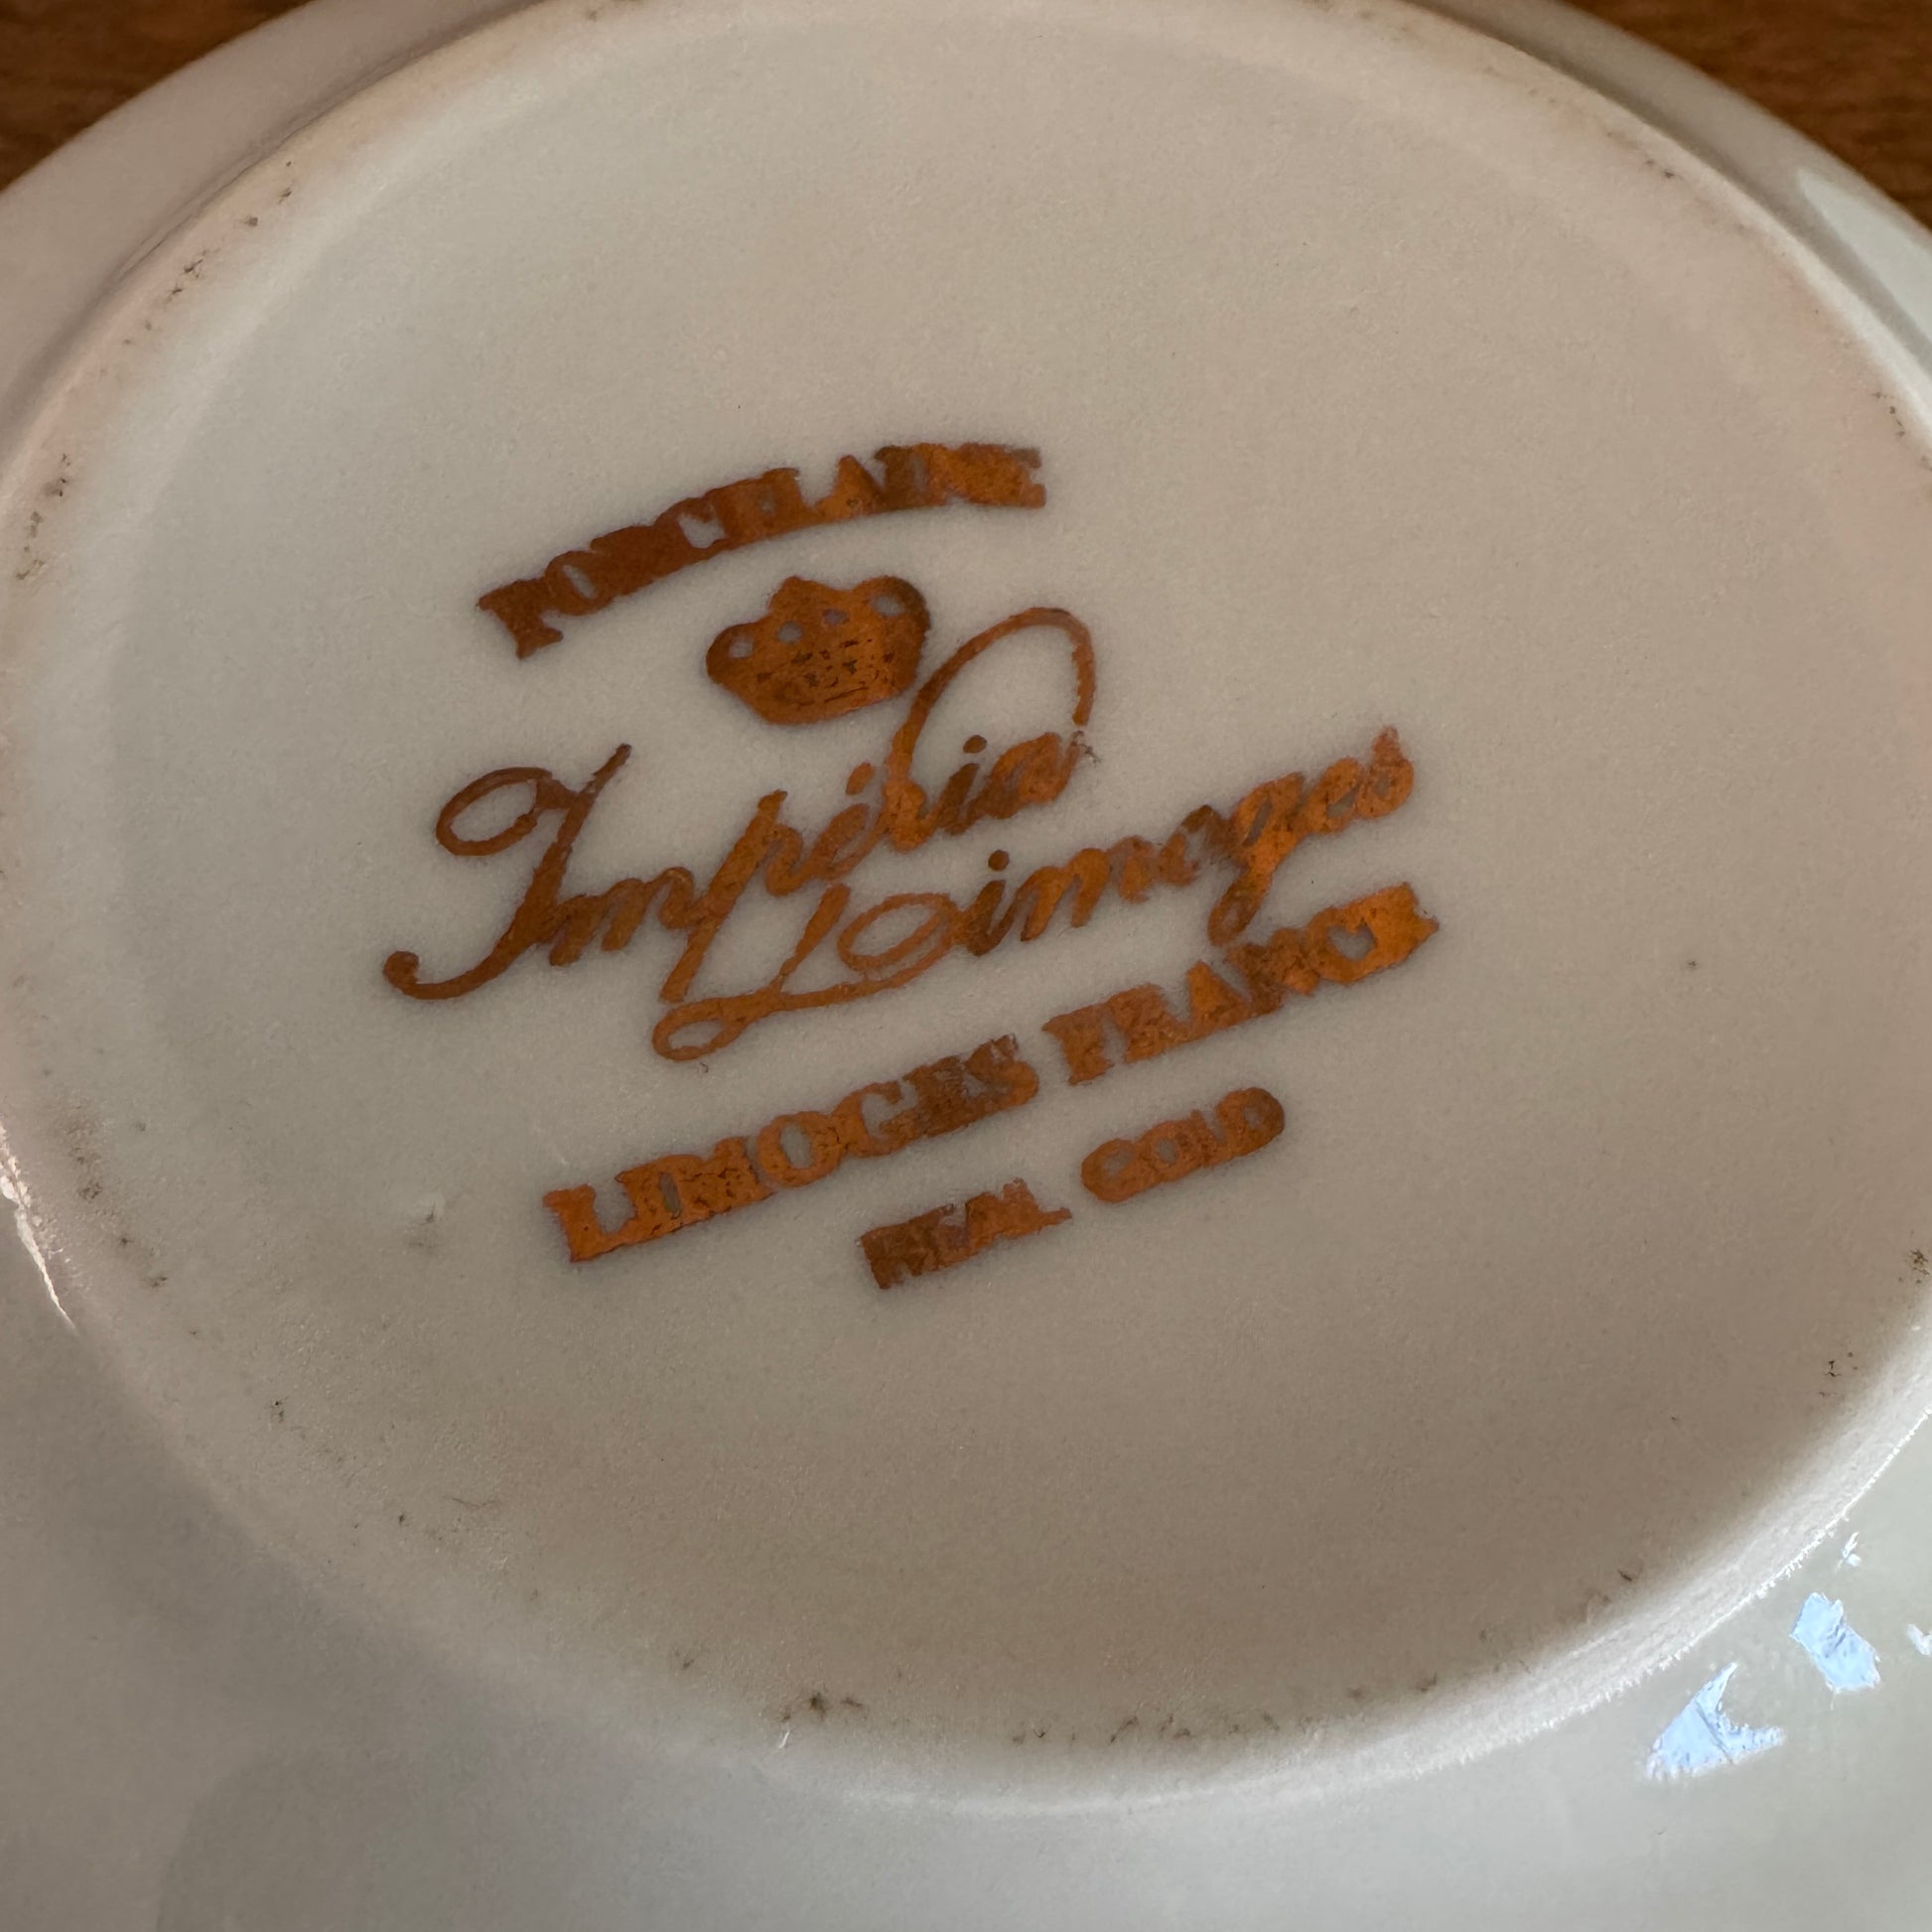 PORCELAINE
Impéria
Limoges
LIMOGES FRANCE
REAL GOLD